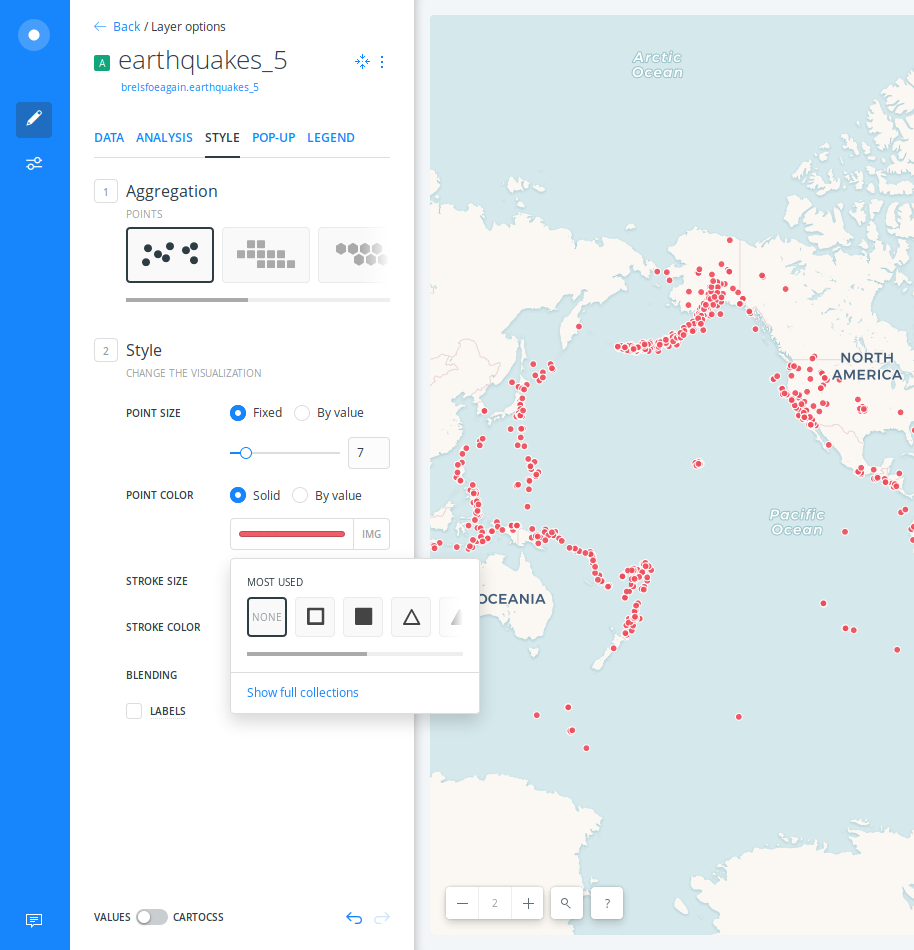 Back / Layer options
A earthquakes_5
brelsfoeagain.earthquakes_5
DATA ANALYSIS STYLE POP-UP LEGEND
1 Aggregation
POINTS
2 Style
CHANGE THE VISUALIZATION
POINT SIZE Fixed By value
7
POINT COLOR Solid By value
IMG
STROKE SIZE
STROKE COLOR
BLENDING
LABELS
MOST USED
NONE
Show full collections
VALUES CARTOCSS
Arctic
Ocean
NORTH
AMERICA
Pacific
Ocean
OCEANIA
2
?